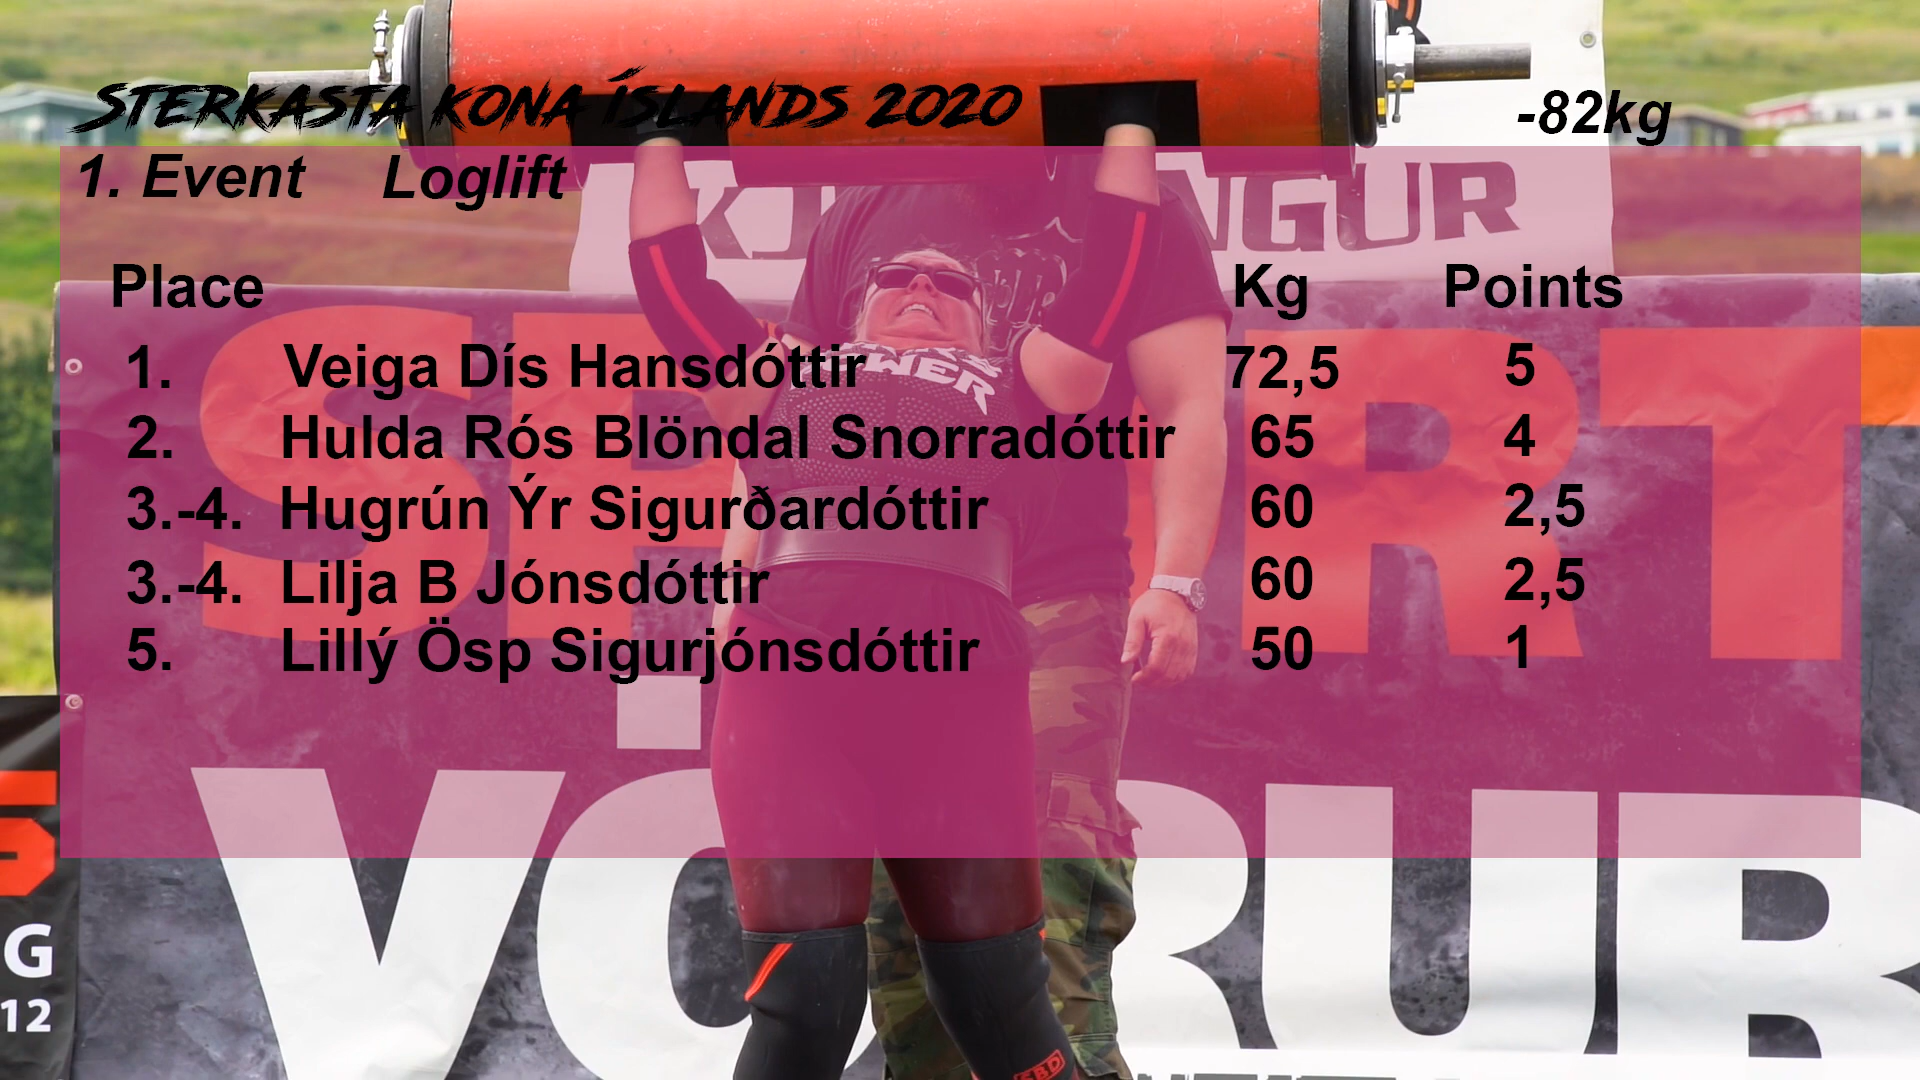 STERKASTA KONA ÍSLANDS 2020
-82kg
1. Event Loglift
Place Kg Points
1. Veiga Dís Hansdóttir 72,5 5
2. Hulda Rós Blöndal Snorradóttir 65 4
3.-4. Hugrún Ýr Sigurðardóttir 60 2,5
3.-4. Lilja B Jónsdóttir 60 2,5
5. Lillý Ösp Sigurjónsdóttir 50 1
G
12
SBD